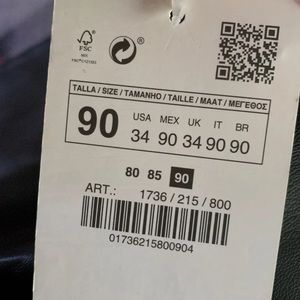 FSC
MIX
TALLA / SIZE / TAMANHO / TAILLE / MAAT / ΜΕΓΕΘΟΣ
90
USA MEX UK IT BR
34 90 34 90 90
80 85 90
ART.: 1736 / 215 / 800
01736215800904